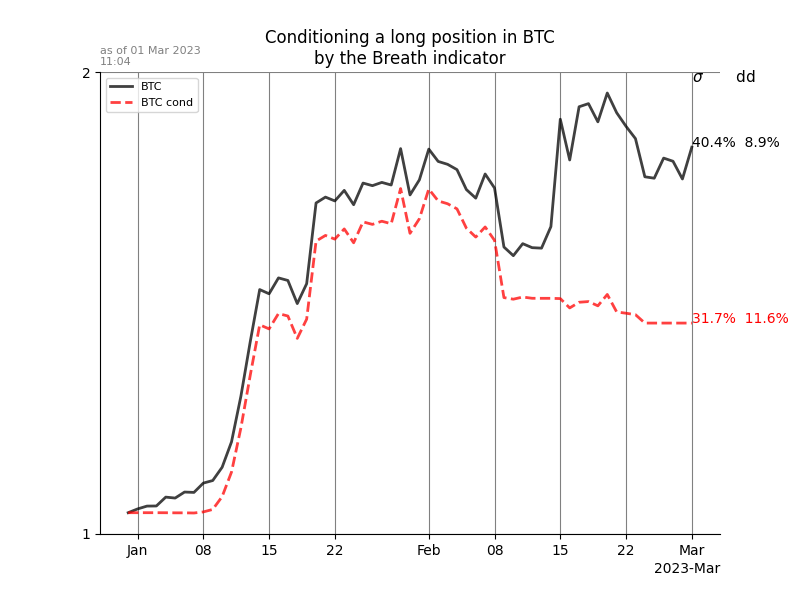 Conditioning a long position in BTC
by the Breath indicator
as of 01 Mar 2023
11:04
2
σ dd
BTC
BTC cond
40.4% 8.9%
31.7% 11.6%
1
Jan 08 15 22 Feb 08 15 22 Mar
2023-Mar